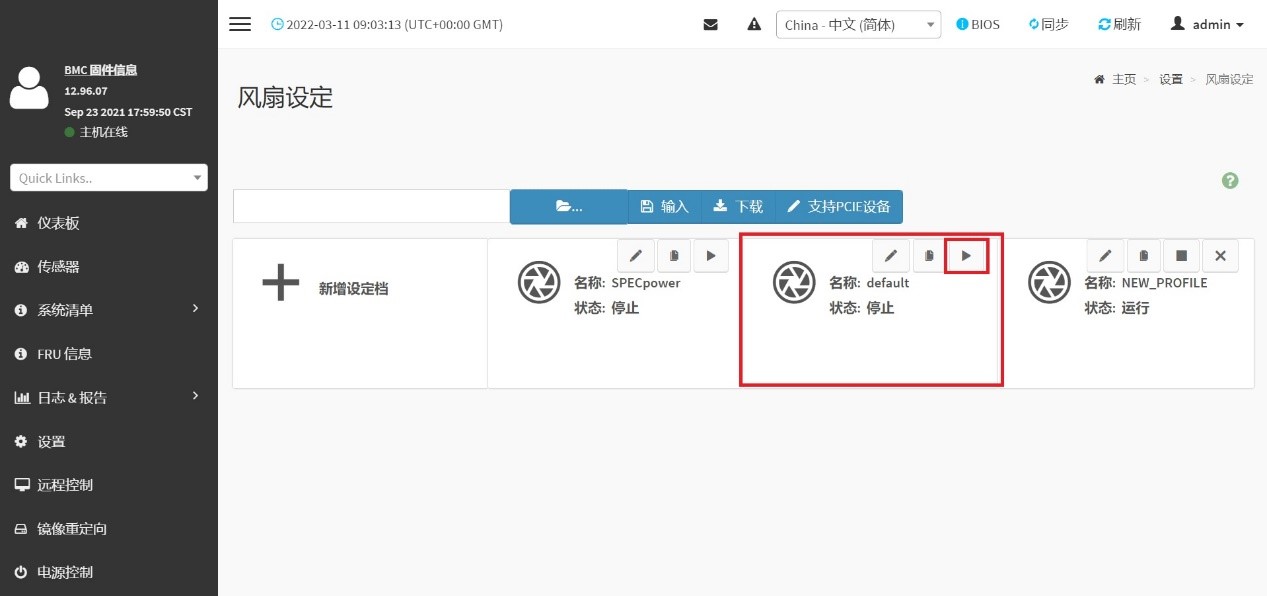 2022-03-11 09:03:13 (UTC+00:00 GMT)
China - 中文 (简体)
BIOS
同步
刷新
admin
BMC 固件信息
12.96.07
Sep 23 2021 17:59:50 CST
主机在线
Quick Links..
仪表板
传感器
系统清单
FRU 信息
日志 & 报告
设置
远程控制
镜像重定向
电源控制
风扇设定
主页 > 设置 > 风扇设定
... 输入 下载 支持PCIE设备
新增设定档
名称: SPECpower
状态: 停止
名称: default
状态: 停止
名称: NEW_PROFILE
状态: 运行